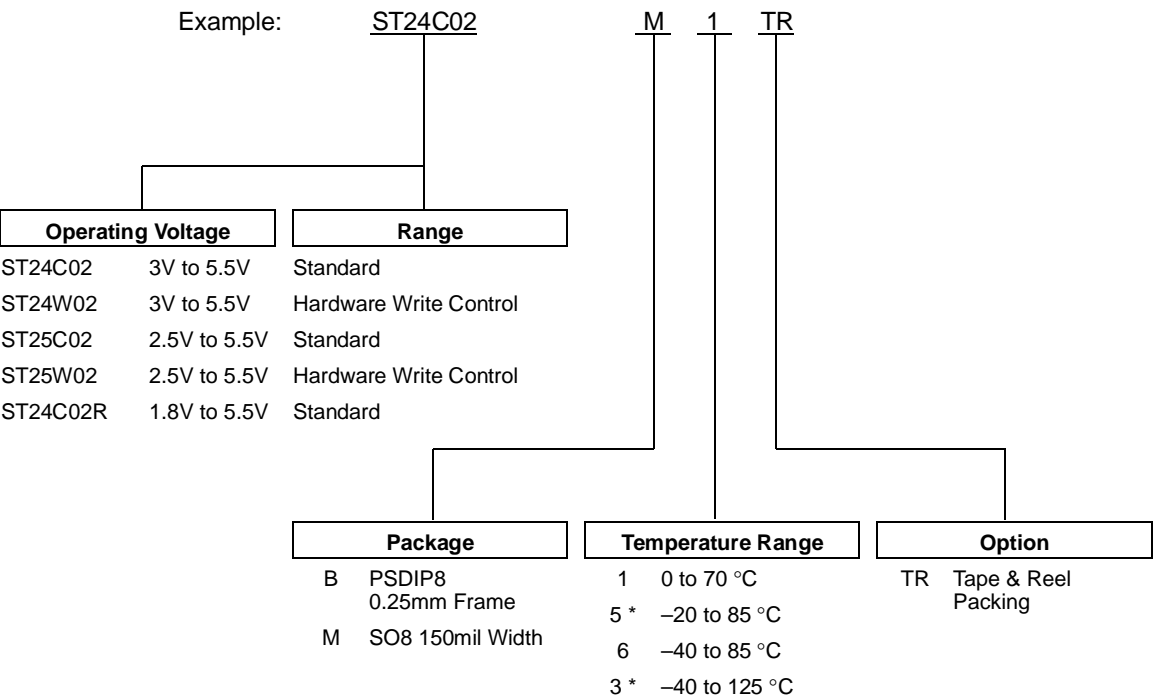 Example: ST24C02 M 1 TR
Operating Voltage Range
ST24C02 3V to 5.5V Standard
ST24W02 3V to 5.5V Hardware Write Control
ST25C02 2.5V to 5.5V Standard
ST25W02 2.5V to 5.5V Hardware Write Control
ST24C02R 1.8V to 5.5V Standard
Package Temperature Range Option
B PSDIP8
0.25mm Frame
M SO8 150mil Width
1 0 to 70 °C
5 * –20 to 85 °C
6 –40 to 85 °C
3 * –40 to 125 °C
TR Tape & Reel
Packing